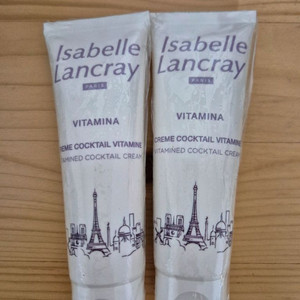 Isabelle
Lancray
PARIS
VITAMINA
CREME COCKTAIL VITAMINE
VITAMINED COCKTAIL CREAM
Isabelle
Lancray
PARIS
VITAMINA
CREME COCKTAIL VITAMINE
VITAMINED COCKTAIL CREAM